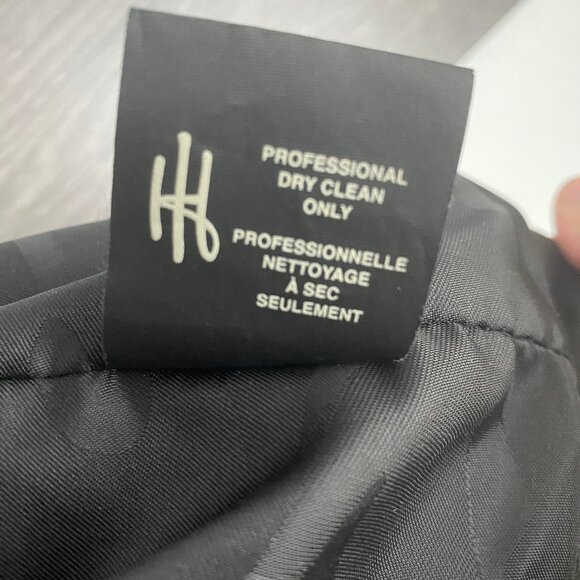 PROFESSIONAL
DRY CLEAN
ONLY
PROFESSIONNELLE
NETTOYAGE
À SEC
SEULEMENT